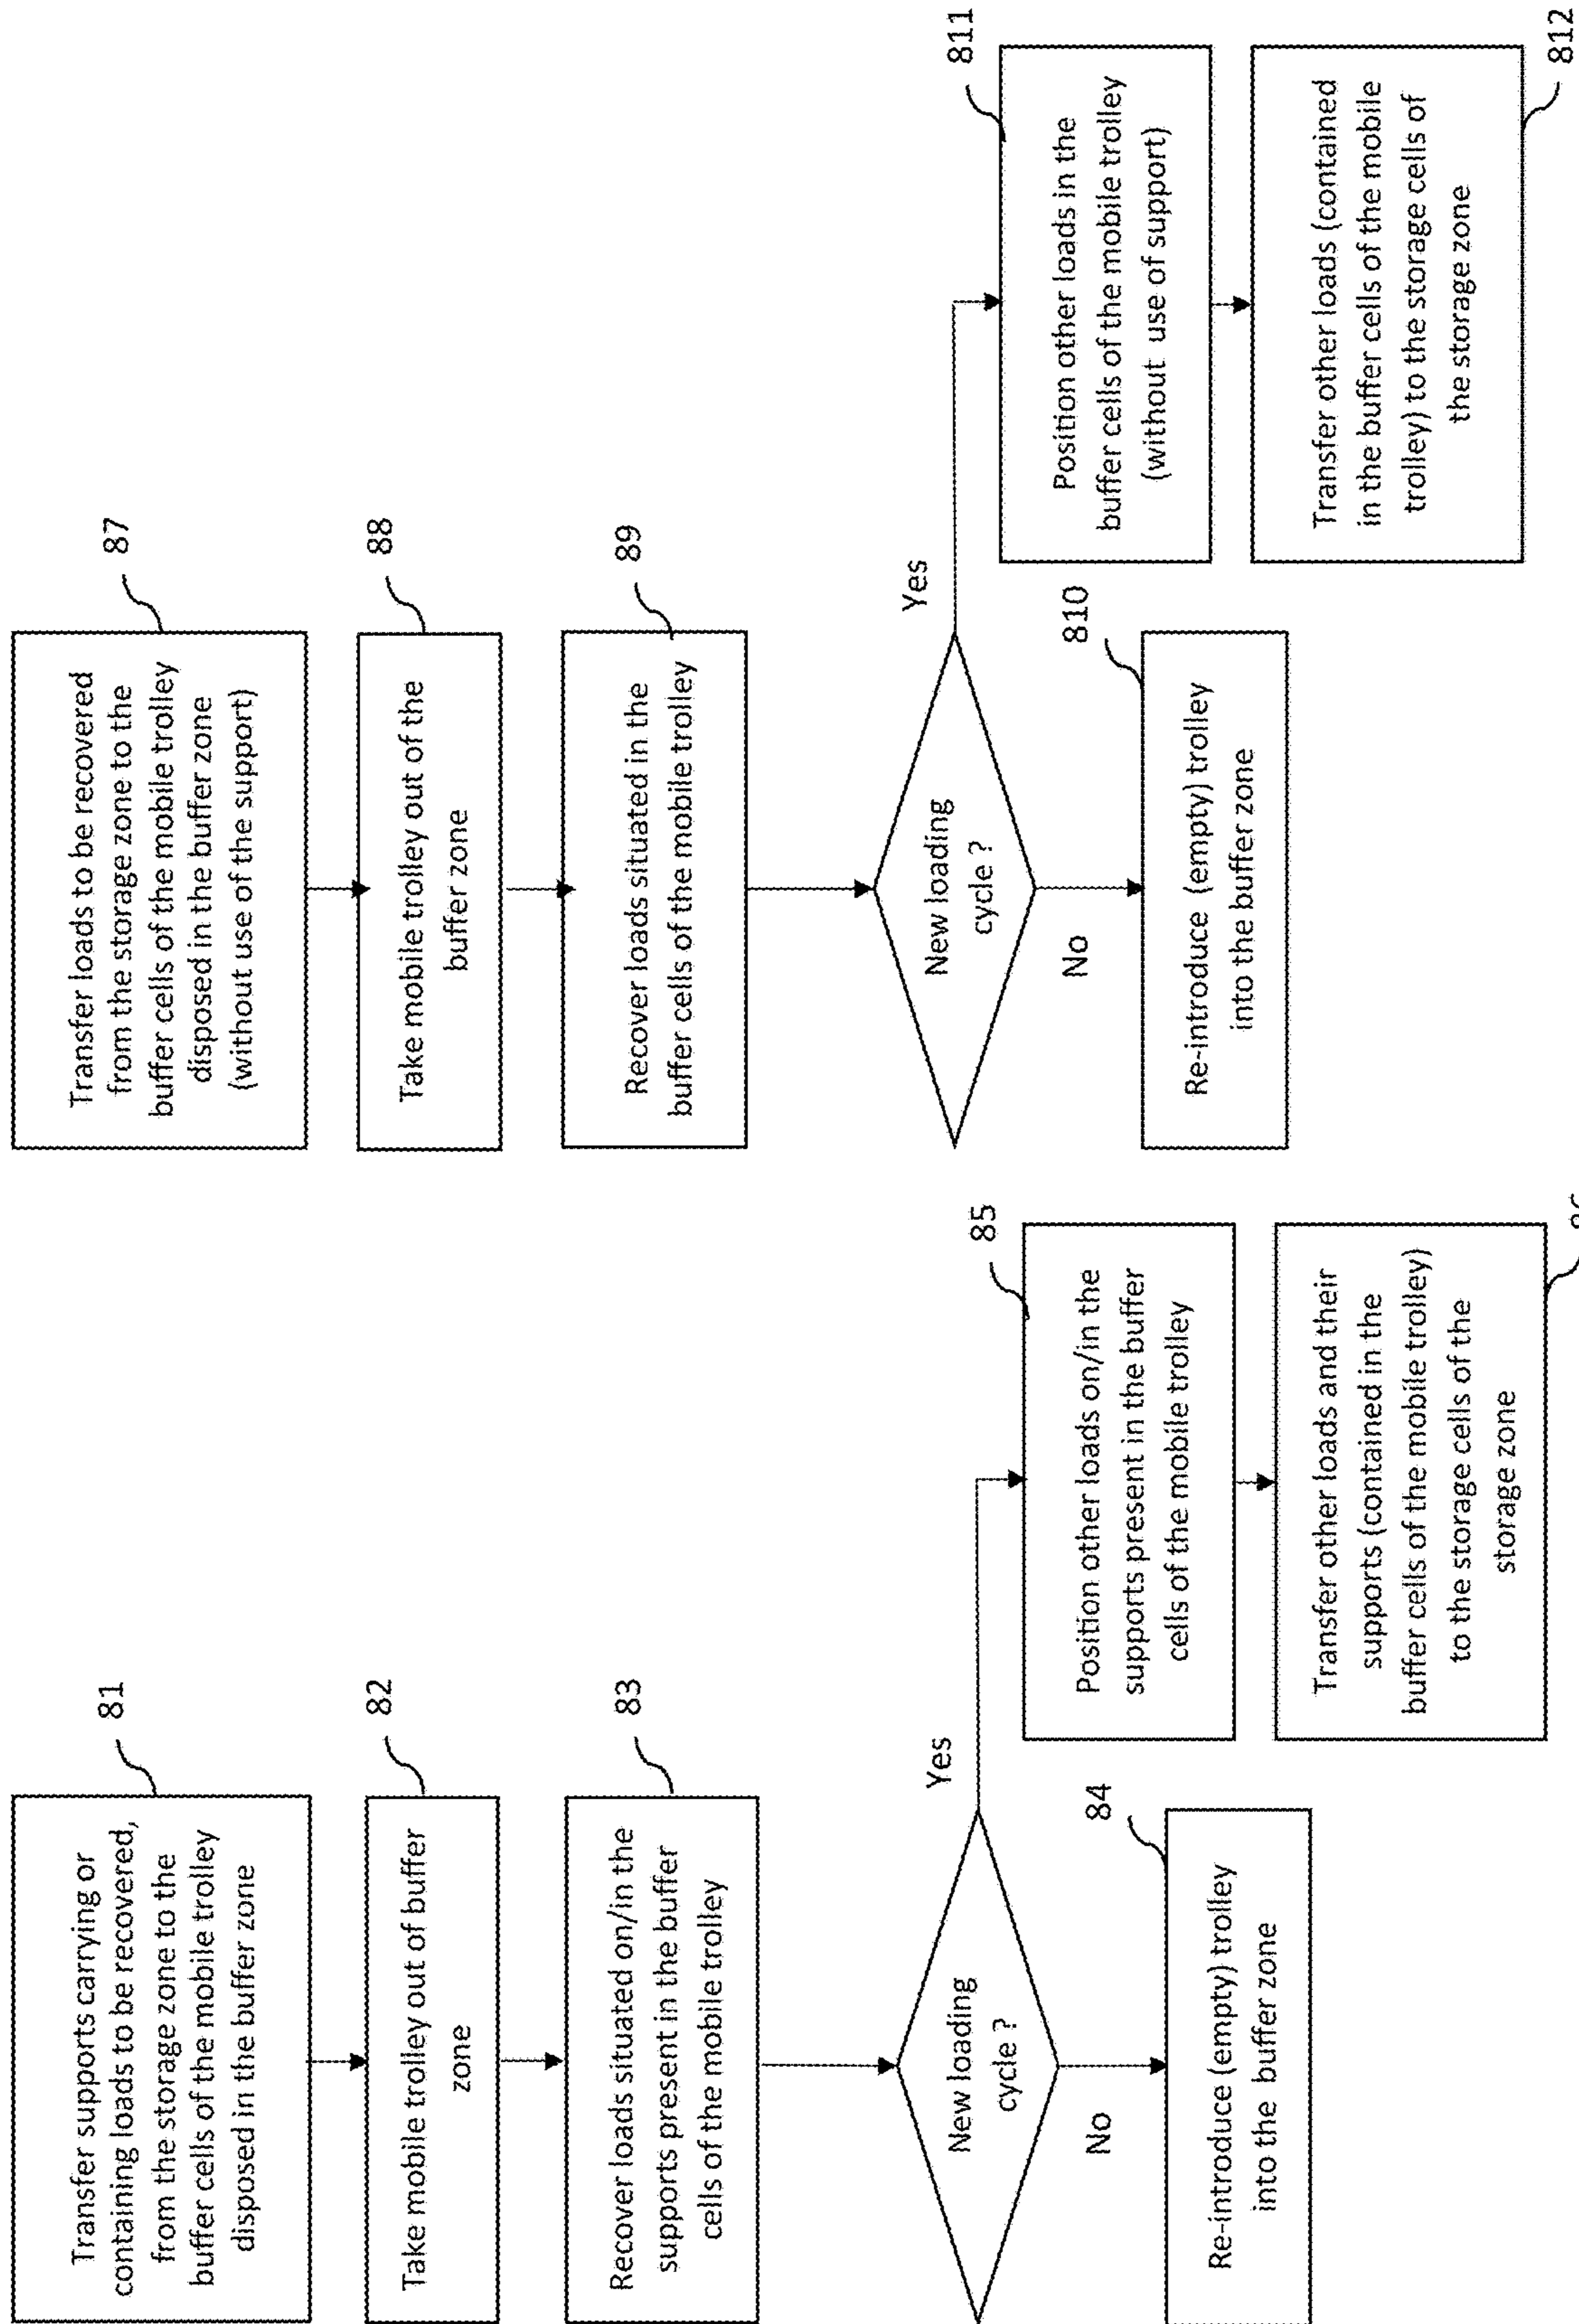 81
Transfer supports carrying or
containing loads to be recovered,
from the storage zone to the
buffer cells of the mobile trolley
disposed in the buffer zone
82
Take mobile trolley out of buffer
zone
83
Recover loads situated on/in the
supports present in the buffer
cells of the mobile trolley
New loading
cycle ?
Yes
No
84
Re-introduce (empty) trolley
into the buffer zone
85
Position other loads on/in the
supports present in the buffer
cells of the mobile trolley
Transfer other loads and their
supports (contained in the
buffer cells of the mobile trolley)
to the storage cells of the
storage zone
87
Transfer loads to be recovered
from the storage zone to the
buffer cells of the mobile trolley
disposed in the buffer zone
(without use of the support)
88
Take mobile trolley out of the
buffer zone
89
Recover loads situated in the
buffer cells of the mobile trolley
New loading
cycle ?
Yes
No
810
Re-introduce (empty) trolley
into the buffer zone
811
Position other loads in the
buffer cells of the mobile trolley
(without use of support)
Transfer other loads (contained
in the buffer cells of the mobile
trolley) to the storage cells of
the storage zone
812